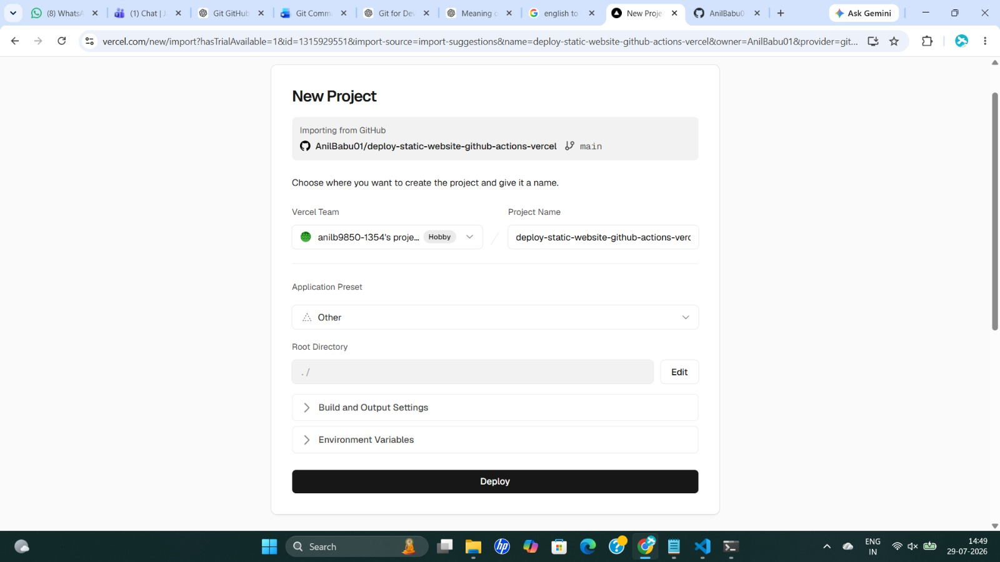 (8) WhatsA
(1) Chat | J
Git GitHub
Git Comm
Git for Dev
Meaning o
english to
New Proje
AnilBabu0
Ask Gemini
vercel.com/new/import?hasTrialAvailable=1&id=1315929551&import-source=import-suggestions&name=deploy-static-website-github-actions-vercel&owner=AnilBabu01&provider=git...
New Project
Importing from GitHub
AnilBabu01/deploy-static-website-github-actions-vercel main
Choose where you want to create the project and give it a name.
Vercel Team
Project Name
anilb9850-1354's proje... Hobby
/
deploy-static-website-github-actions-verc
Application Preset
Other
Root Directory
./
Edit
Build and Output Settings
Environment Variables
Deploy
Search
hp
ENG
IN
14:49
29-07-2026